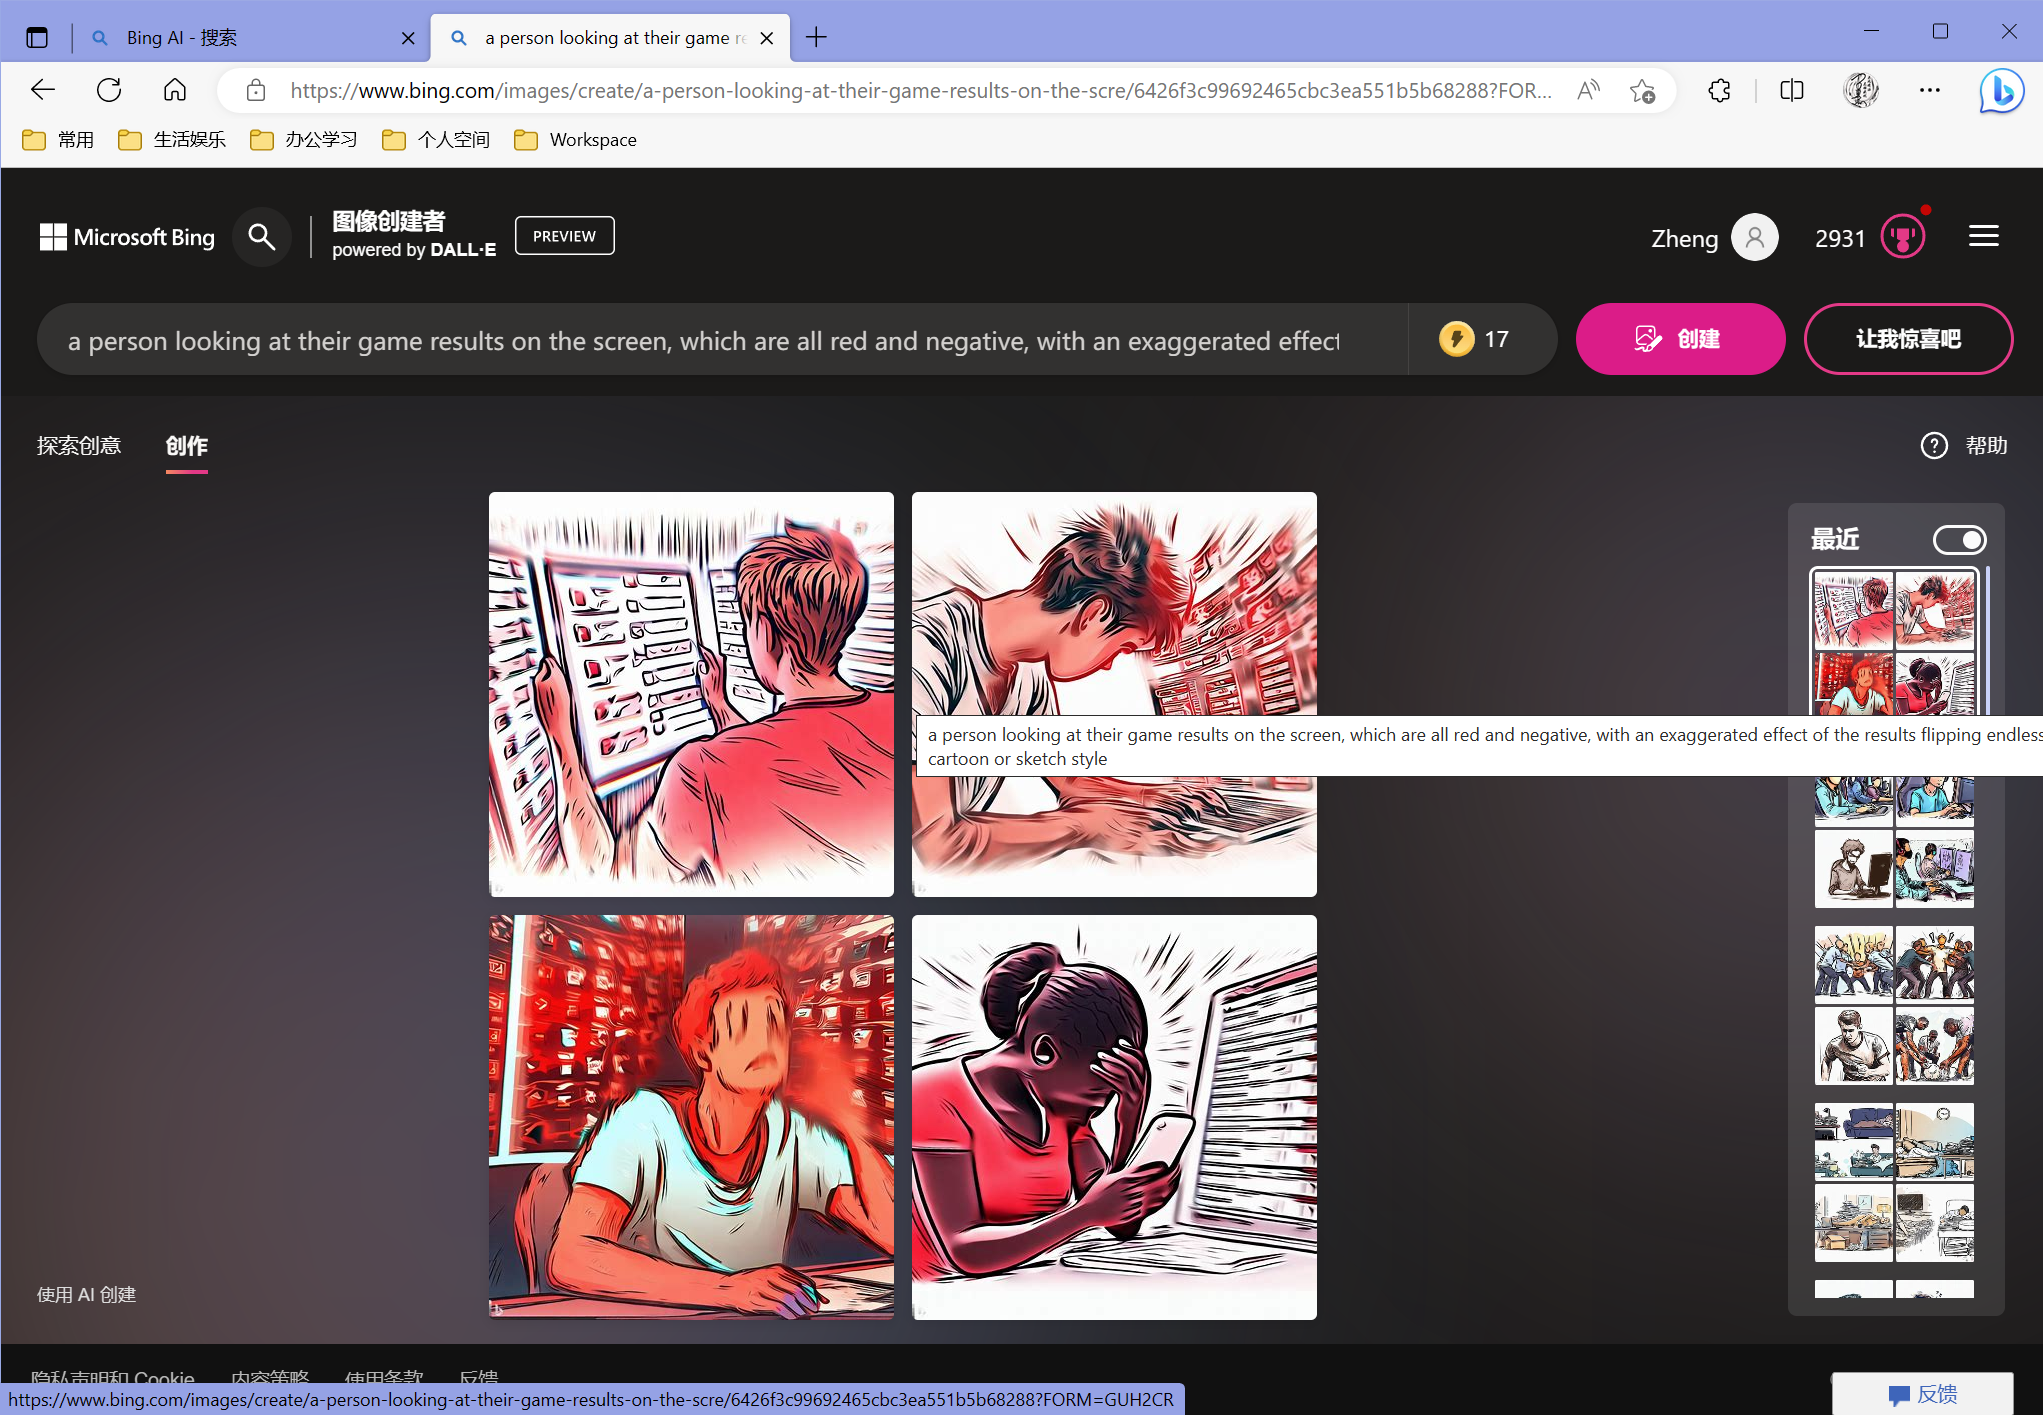 Bing AI - 搜索
a person looking at their game re
https://www.bing.com/images/create/a-person-looking-at-their-game-results-on-the-scre/6426f3c99692465cbc3ea551b5b68288?FOR...
常用
生活娱乐
办公学习
个人空间
Workspace
Microsoft Bing
图像创建者
powered by DALL·E
PREVIEW
Zheng
2931
a person looking at their game results on the screen, which are all red and negative, with an exaggerated effect
17
创建
让我惊喜吧
探索创意
创作
帮助
最近
a person looking at their game results on the screen, which are all red and negative, with an exaggerated effect of the results flipping endless
cartoon or sketch style
使用 AI 创建
隐私声明和 Cookie
内容策略
使用条款
反馈
https://www.bing.com/images/create/a-person-looking-at-their-game-results-on-the-scre/6426f3c99692465cbc3ea551b5b68288?FORM=GUH2CR
反馈